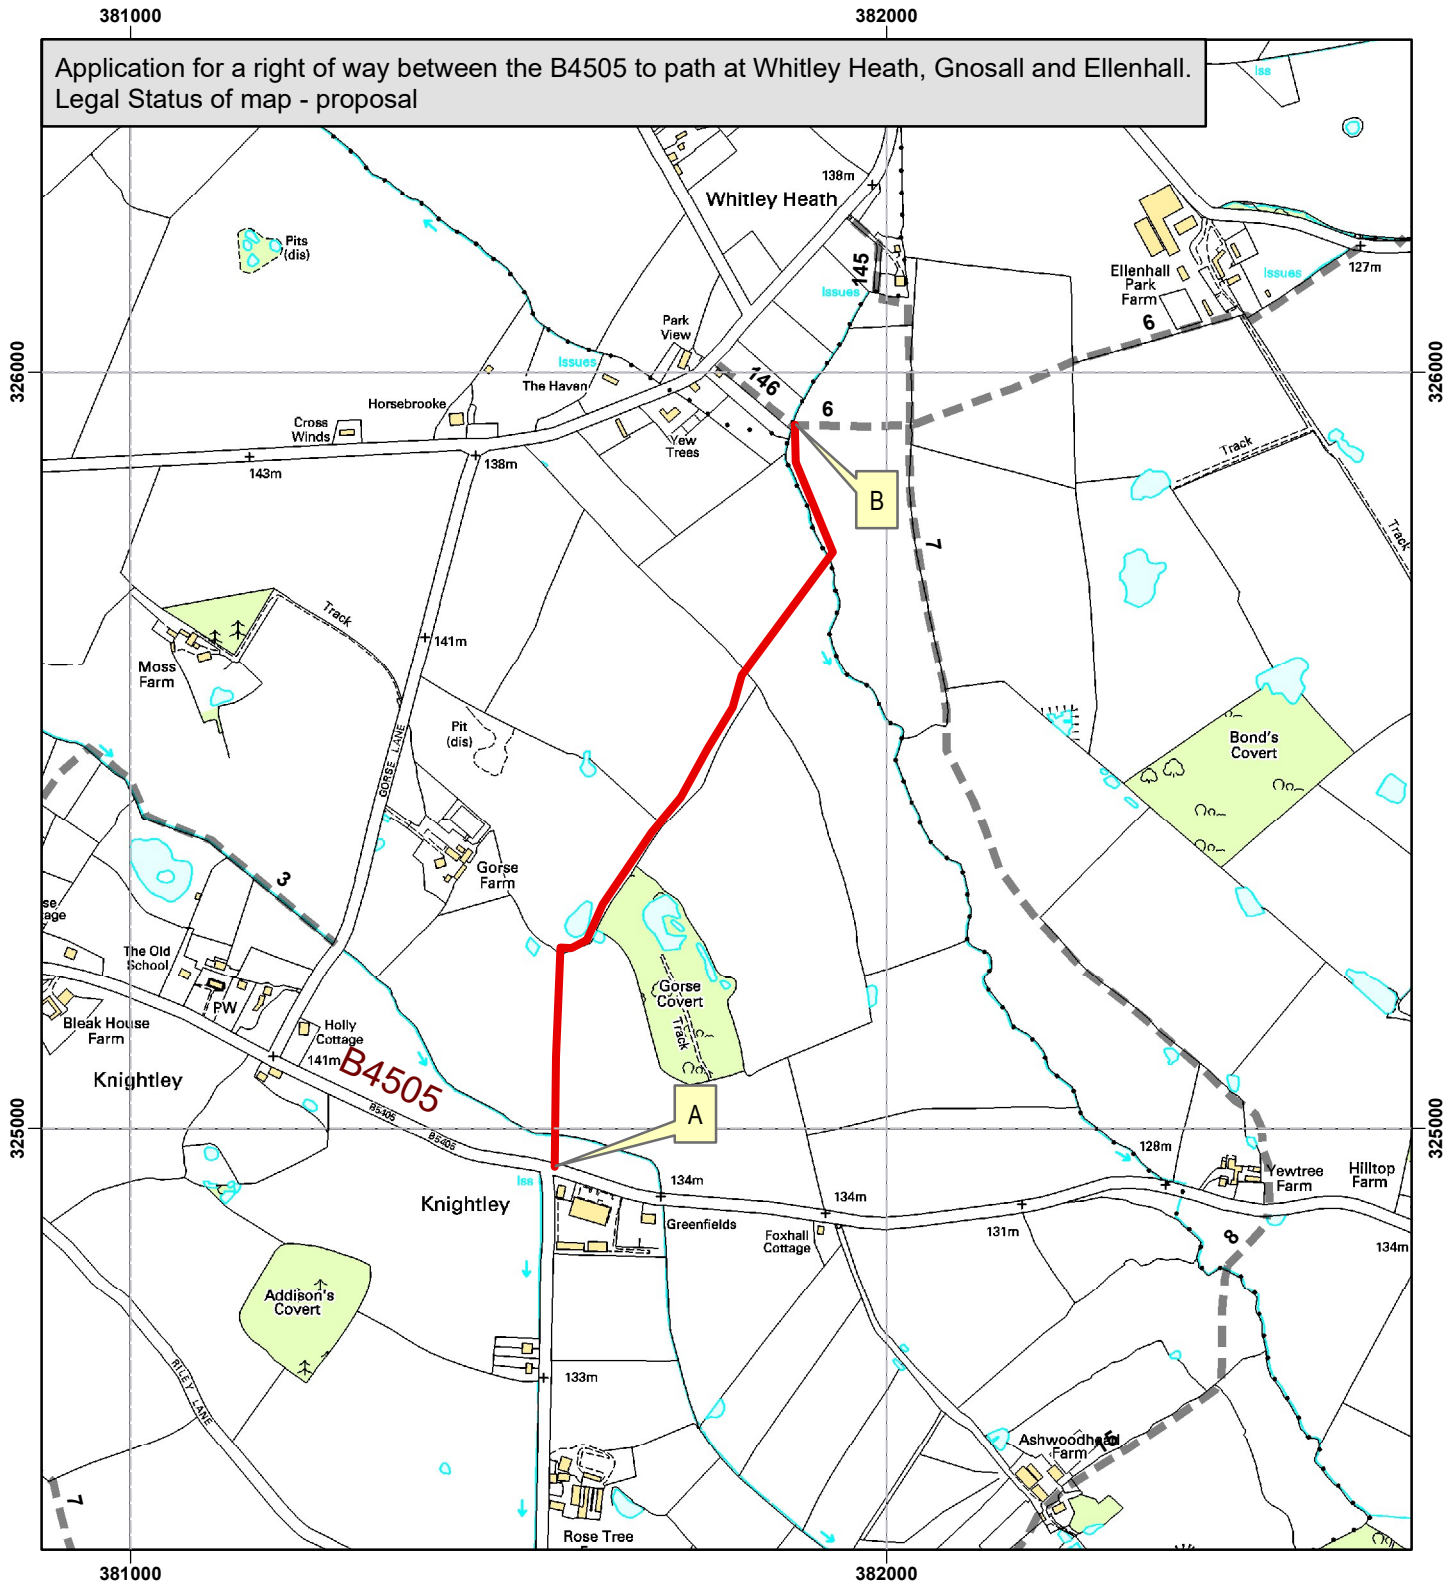 381000
382000
Application for a right of way between the B4505 to path at Whitley Heath, Gnosall and Ellenhall.
Legal Status of map - proposal
Iss
138m
Whitley Heath
Pits
(dis)
145
Issues
Ellenhall
Park
Farm
Issues
127m
6
Park
View
326000
326000
Issues
The Haven
146
6
Horsebrooke
Cross
Winds
Yew
Trees
143m
138m
Track
B
7
Track
Track
141m
Moss
Farm
Pit
(dis)
GORSE LANE
Bond's
Covert
Gorse
Farm
3
se
age
The Old
School
PW
Gorse
Covert
Track
Bleak House
Farm
Holly
Cottage
141m
Knightley
B4505
B5405
B5405
A
325000
325000
128m
Yewtree
Farm
Hilltop
Farm
Iss
134m
Knightley
Greenfields
134m
131m
Foxhall
Cottage
8
134m
Addison's
Covert
RILEY LANE
133m
Ashwoodhead
Farm
15
7
Rose Tree
381000
382000